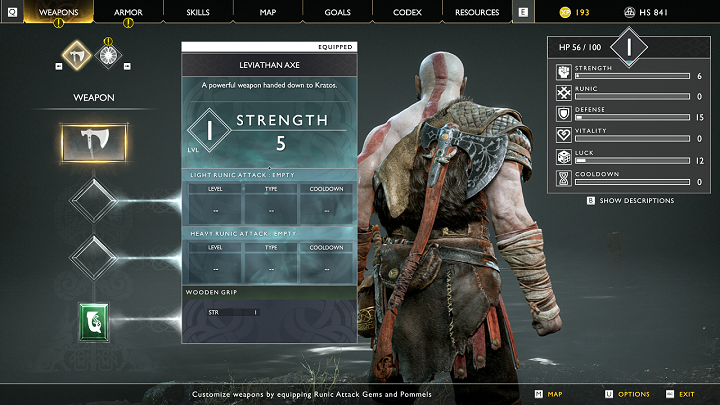 Q WEAPONS ARMOR SKILLS MAP GOALS CODEX RESOURCES E 193 HS 841
EQUIPPED
LEVIATHAN AXE
A powerful weapon handed down to Kratos.
WEAPON
I
LVL
STRENGTH
5
LIGHT RUNIC ATTACK: EMPTY
LEVEL TYPE COOLDOWN
-- -- --
HEAVY RUNIC ATTACK: EMPTY
LEVEL TYPE COOLDOWN
-- -- --
WOODEN GRIP
STR 1
HP 56 / 100 I
STRENGTH
6
RUNIC
0
DEFENSE
15
VITALITY
0
LUCK
12
COOLDOWN
0
B SHOW DESCRIPTIONS
Customize weapons by equipping Runic Attack Gems and Pommels
M MAP U OPTIONS EXIT